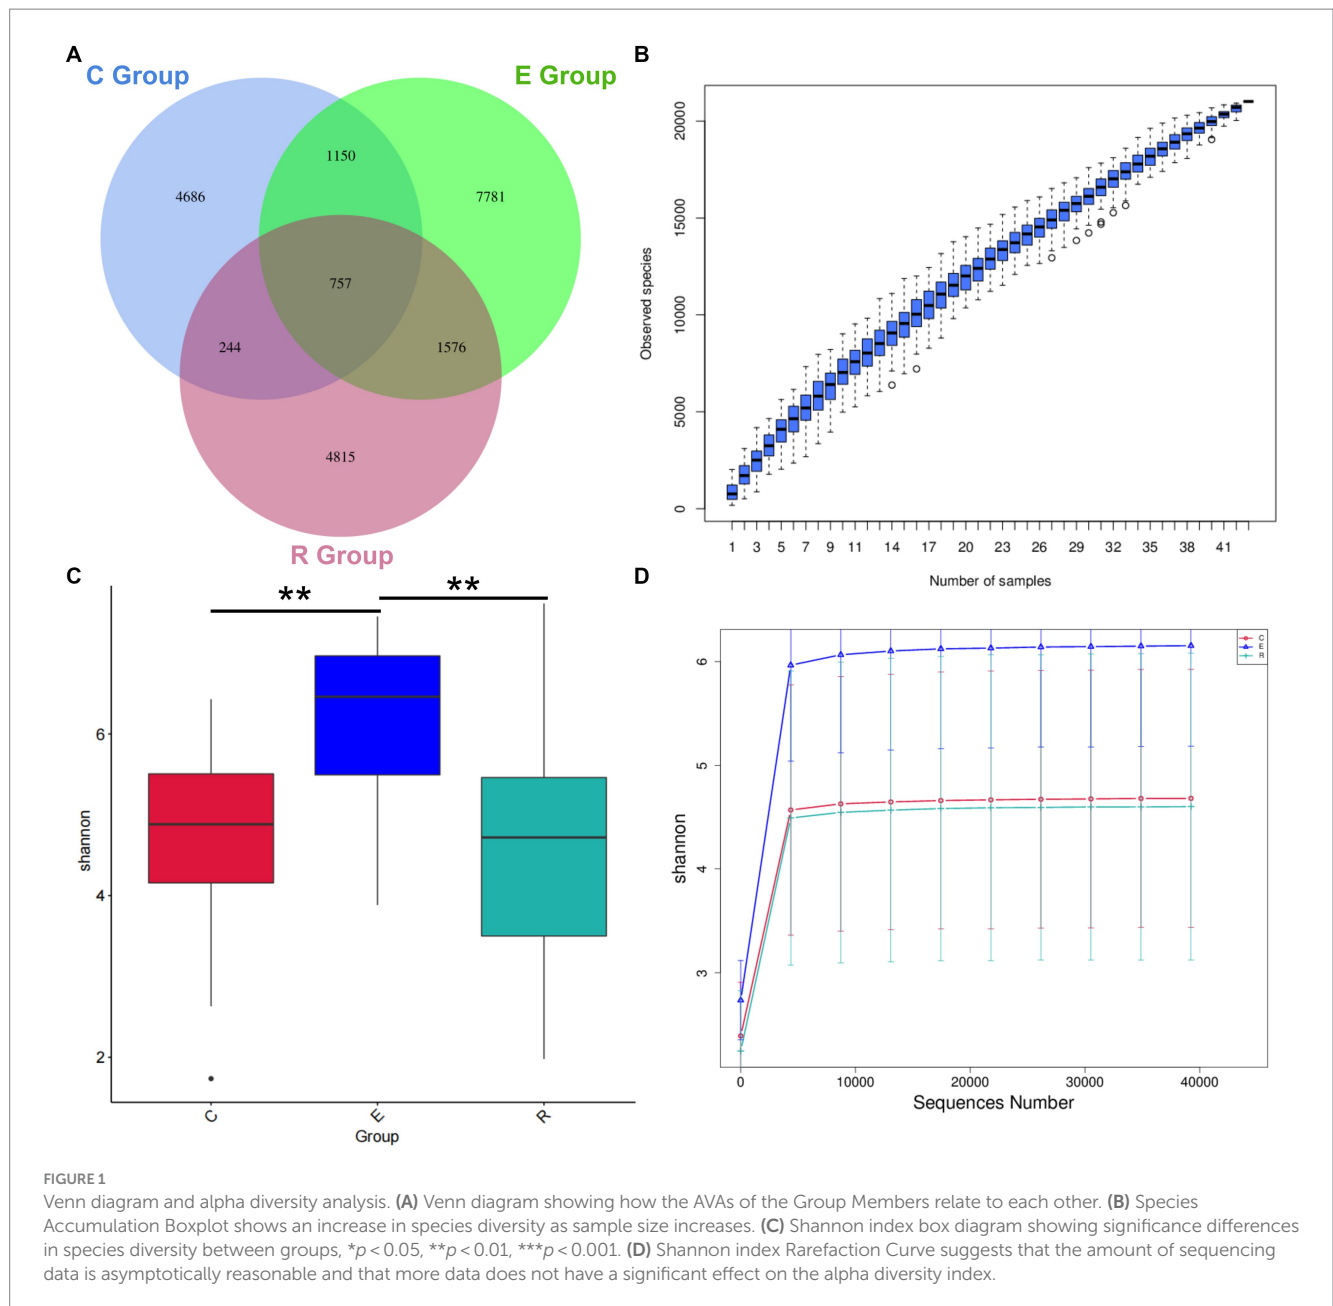 A
C Group
E Group
1150
4686
7781
757
244
1576
4815
R Group
B
Observed species
20000
15000
10000
5000
0
1 3 5 7 9 11 14 17 20 23 26 29 32 35 38 41
Number of samples
C
**
**
shannon
6
4
2
C E R
Group
D
C
E
R
shannon
6
5
4
3
0 10000 20000 30000 40000
Sequences Number
FIGURE 1
Venn diagram and alpha diversity analysis. (A) Venn diagram showing how the AVAs of the Group Members relate to each other. (B) Species
Accumulation Boxplot shows an increase in species diversity as sample size increases. (C) Shannon index box diagram showing significance differences
in species diversity between groups, *p < 0.05, **p < 0.01, ***p < 0.001. (D) Shannon index Rarefaction Curve suggests that the amount of sequencing
data is asymptotically reasonable and that more data does not have a significant effect on the alpha diversity index.